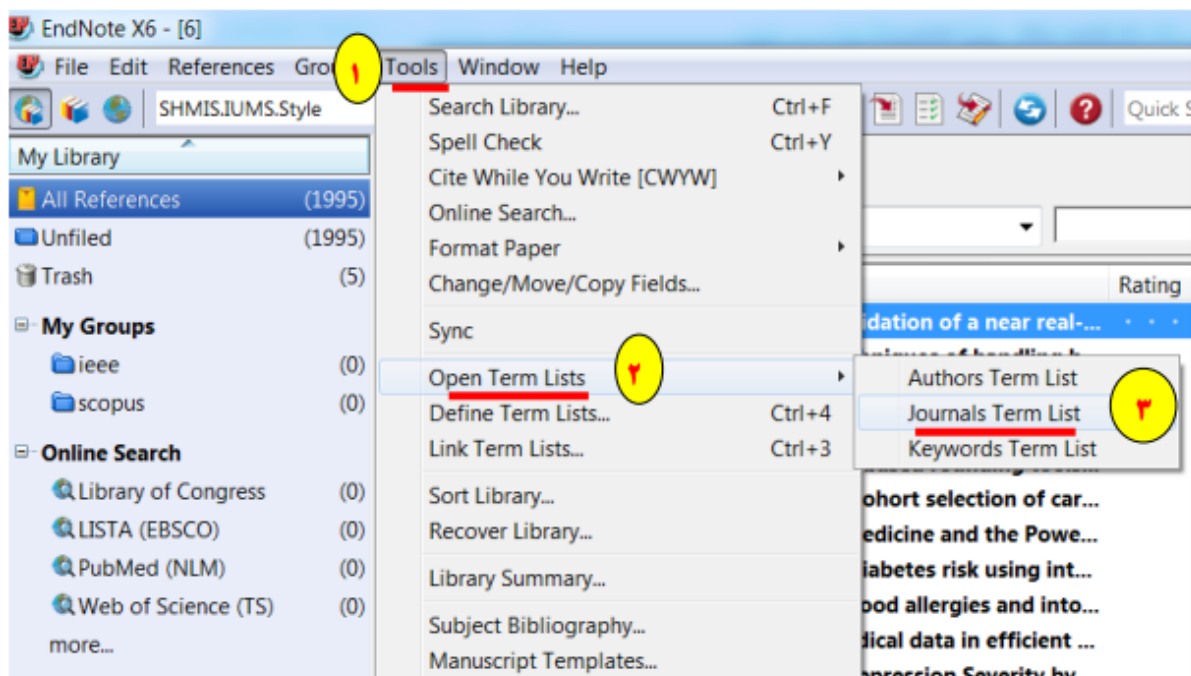 EndNote X6 - [6]
File Edit References Gro ۱ Tools Window Help
SHMIS.IUMS.Style
Quick S
My Library
All References (1995)
Unfiled (1995)
Trash (5)
My Groups
ieee (0)
scopus (0)
Online Search
Library of Congress (0)
LISTA (EBSCO) (0)
PubMed (NLM) (0)
Web of Science (TS) (0)
more...
Search Library... Ctrl+F
Spell Check Ctrl+Y
Cite While You Write [CWYW]
Online Search...
Format Paper
Change/Move/Copy Fields...
Sync
Open Term Lists ۲
Define Term Lists... Ctrl+4
Link Term Lists... Ctrl+3
Sort Library...
Recover Library...
Library Summary...
Subject Bibliography...
Manuscript Templates...
Authors Term List
Journals Term List ۳
Keywords Term List
Rating
idation of a near real-...
ohort selection of car...
edicine and the Powe...
iabetes risk using int...
ood allergies and into...
dical data in efficient ...